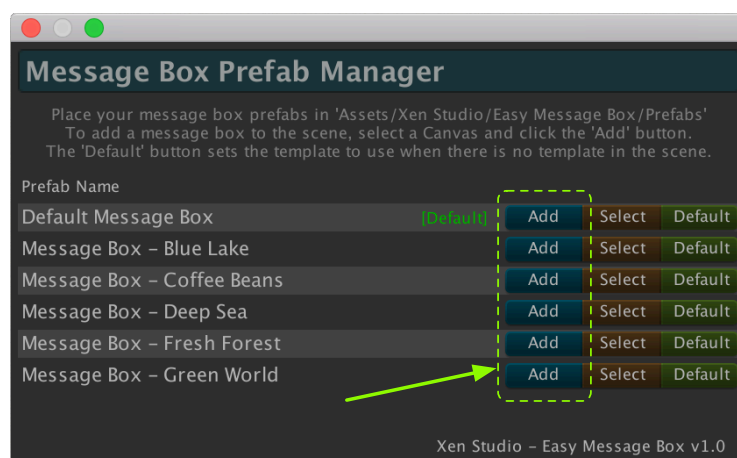 Message Box Prefab Manager
Place your message box prefabs in 'Assets/Xen Studio/Easy Message Box/Prefabs'
To add a message box to the scene, select a Canvas and click the 'Add' button.
The 'Default' button sets the template to use when there is no template in the scene.
Prefab Name
Default Message Box [Default] Add Select Default
Message Box – Blue Lake Add Select Default
Message Box – Coffee Beans Add Select Default
Message Box – Deep Sea Add Select Default
Message Box – Fresh Forest Add Select Default
Message Box – Green World Add Select Default
Xen Studio – Easy Message Box v1.0